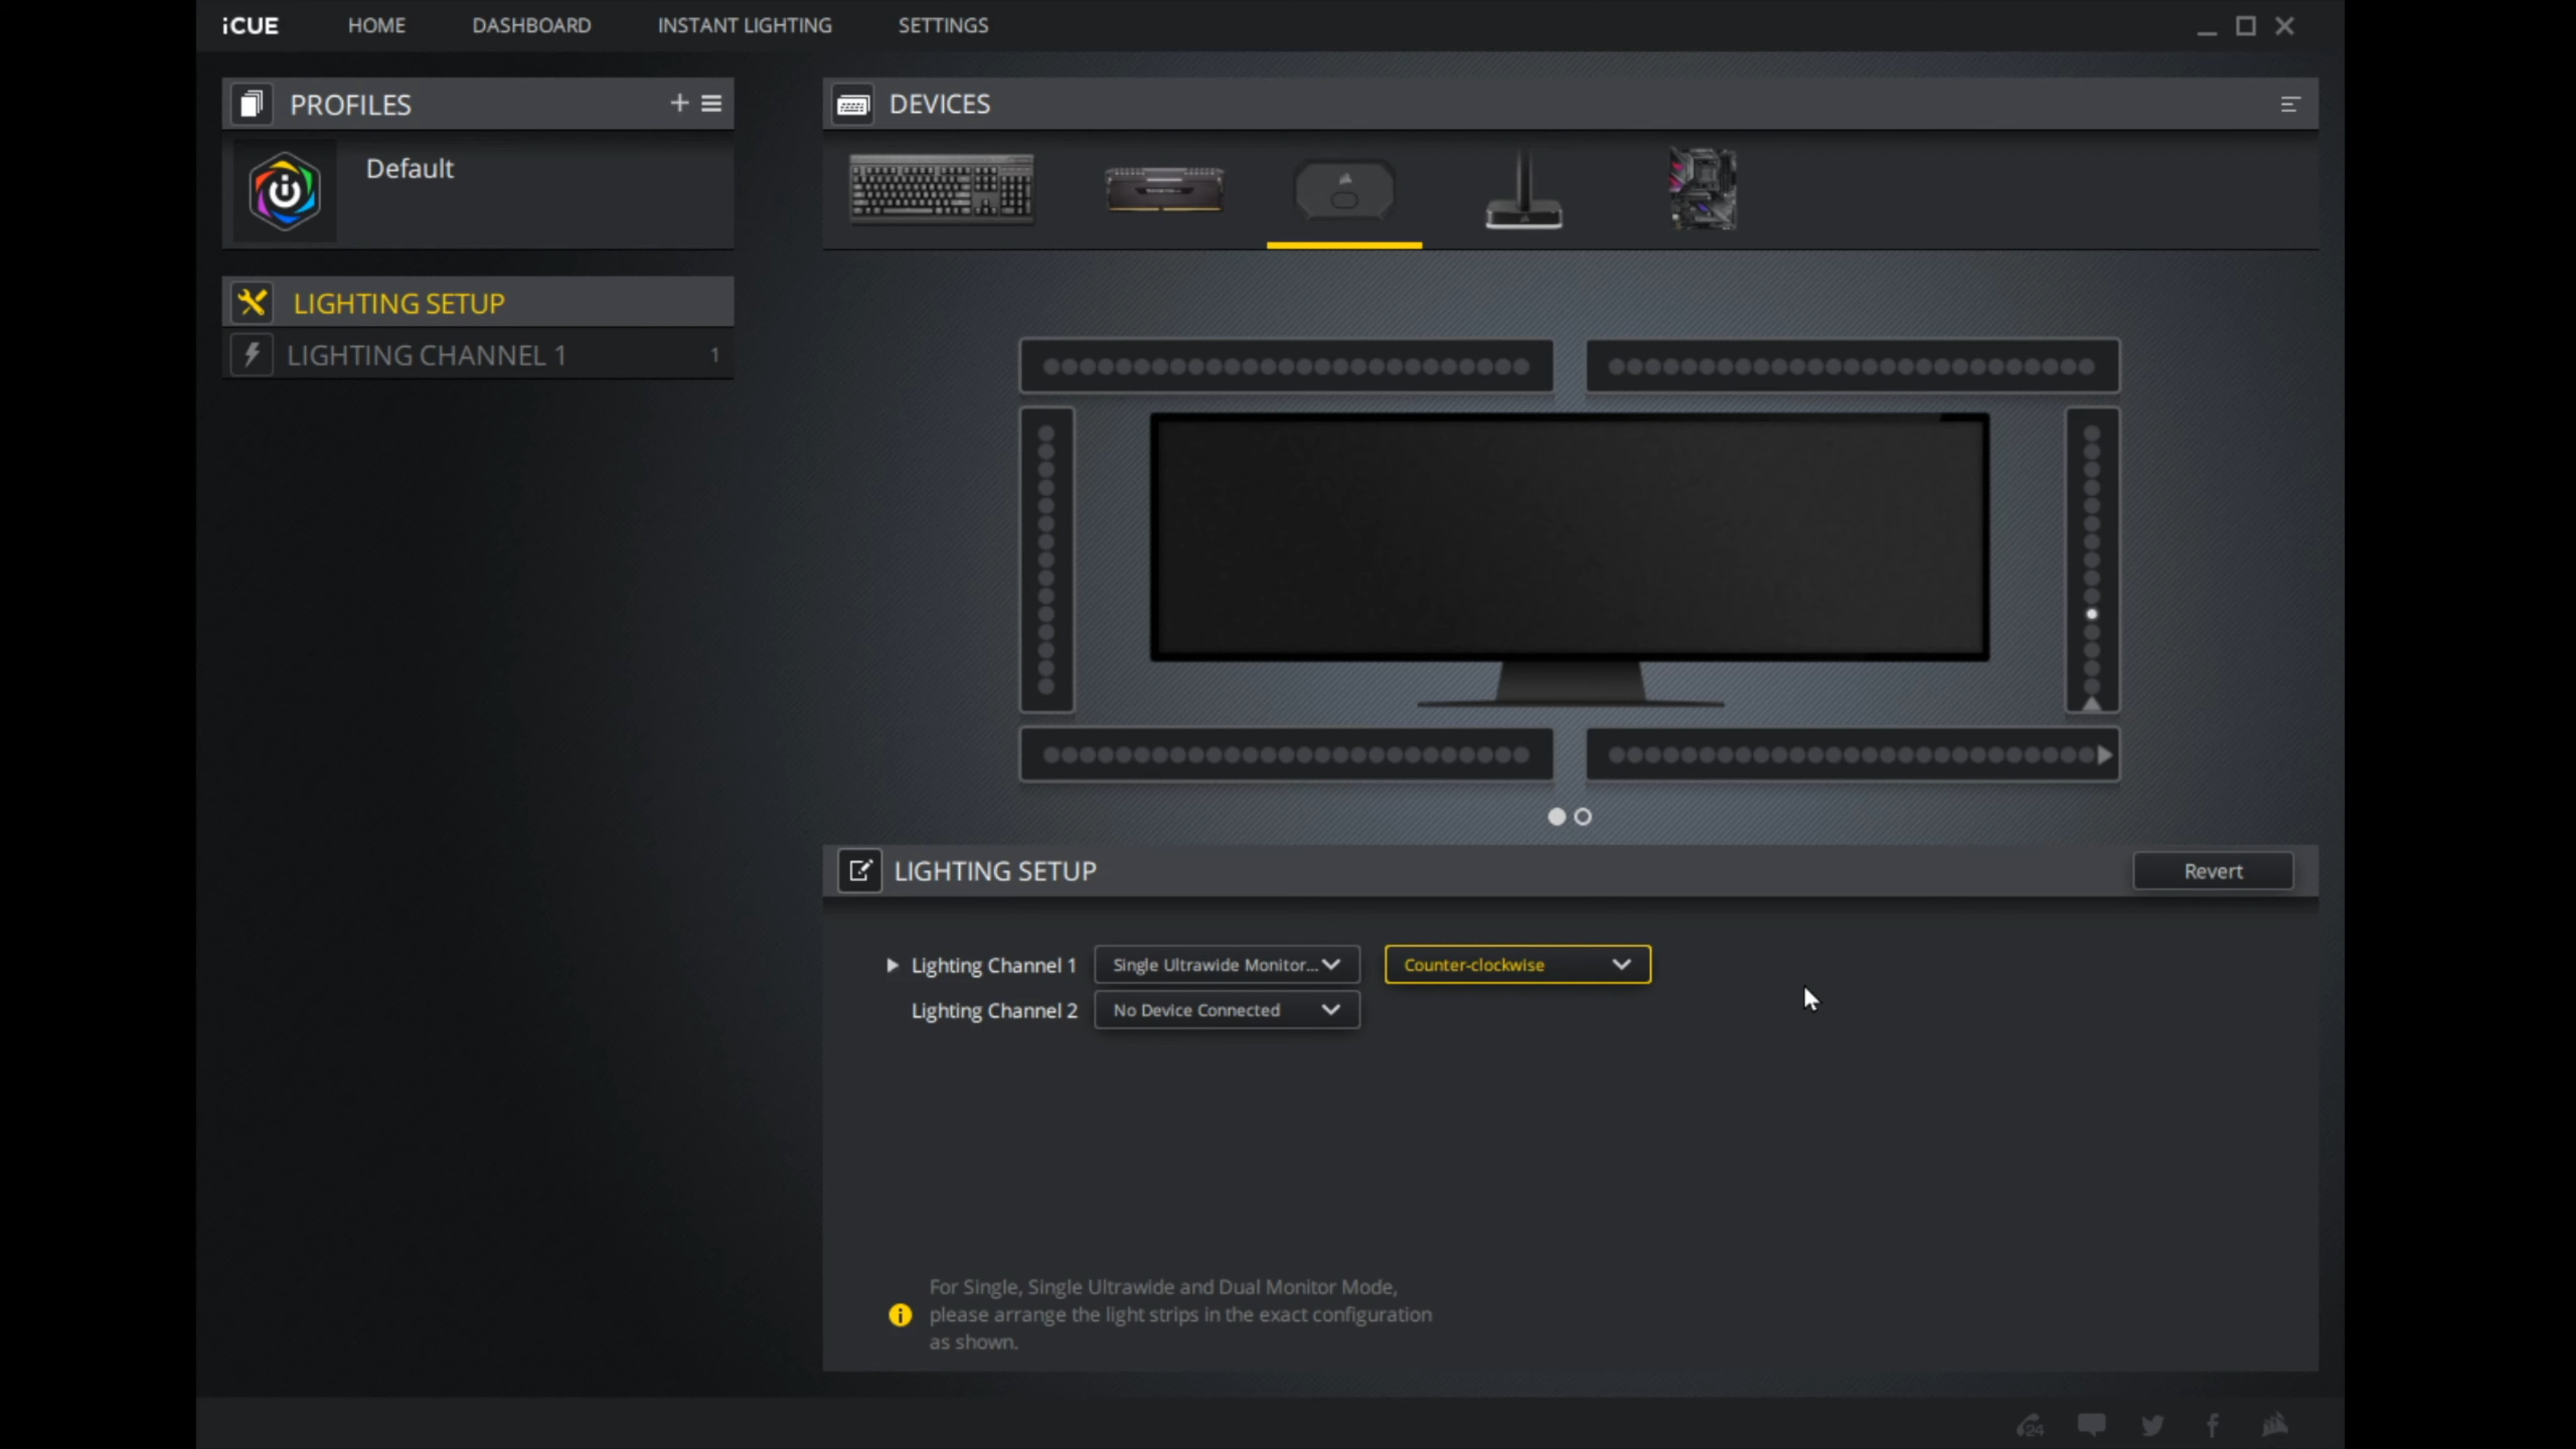 iCUE HOME DASHBOARD INSTANT LIGHTING SETTINGS
PROFILES
Default
LIGHTING SETUP
LIGHTING CHANNEL 1 1
DEVICES
LIGHTING SETUP
Revert
Lighting Channel 1 Single Ultrawide Monitor... Counter-clockwise
Lighting Channel 2 No Device Connected
For Single, Single Ultrawide and Dual Monitor Mode,
please arrange the light strips in the exact configuration
as shown.
24